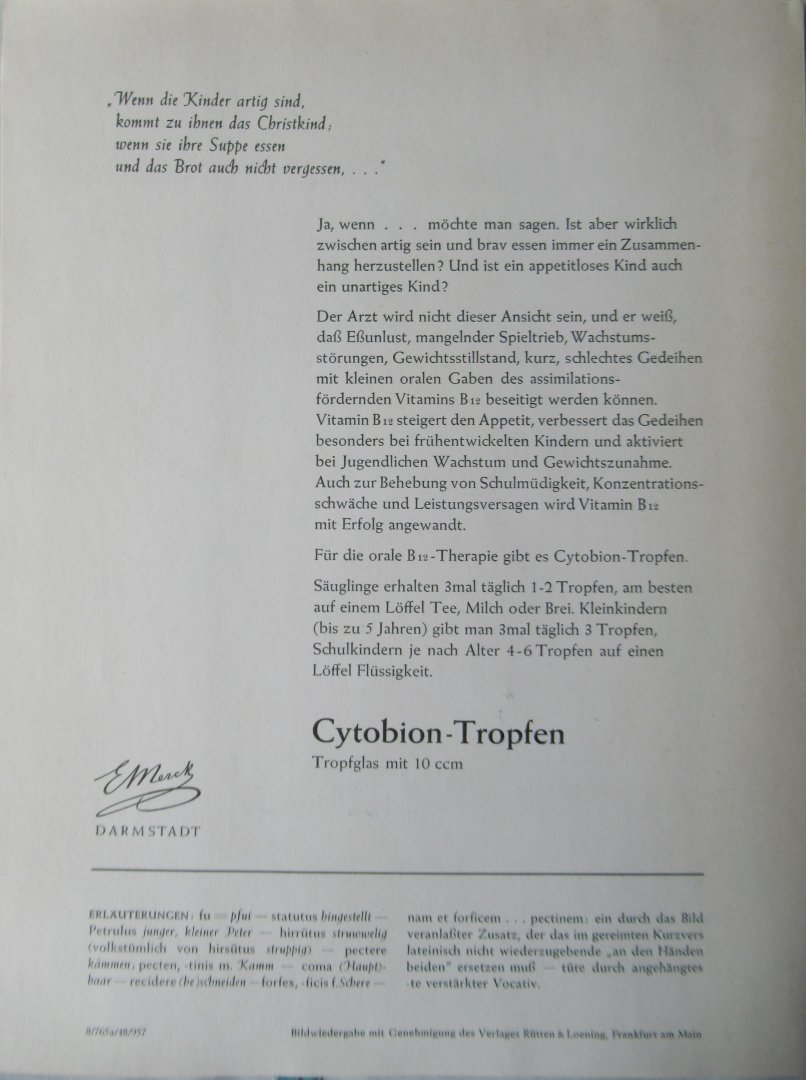 „Wenn die Kinder artig sind,
kommt zu ihnen das Christkind;
wenn sie ihre Suppe essen
und das Brot auch nicht vergessen, . . .“
Ja, wenn . . . möchte man sagen. Ist aber wirklich
zwischen artig sein und brav essen immer ein Zusammen-
hang herzustellen? Und ist ein appetitloses Kind auch
ein unartiges Kind?
Der Arzt wird nicht dieser Ansicht sein, und er weiß,
daß Eßunlust, mangelnder Spieltrieb, Wachstums-
störungen, Gewichtsstillstand, kurz, schlechtes Gedeihen
mit kleinen oralen Gaben des assimilations-
fördernden Vitamins B12 beseitigt werden können.
Vitamin B12 steigert den Appetit, verbessert das Gedeihen
besonders bei frühentwickelten Kindern und aktiviert
bei Jugendlichen Wachstum und Gewichtszunahme.
Auch zur Behebung von Schulmüdigkeit, Konzentrations-
schwäche und Leistungsversagen wird Vitamin B12
mit Erfolg angewandt.
Für die orale B12-Therapie gibt es Cytobion-Tropfen.
Säuglinge erhalten 3mal täglich 1-2 Tropfen, am besten
auf einem Löffel Tee, Milch oder Brei. Kleinkindern
(bis zu 5 Jahren) gibt man 3mal täglich 3 Tropfen,
Schulkindern je nach Alter 4-6 Tropfen auf einen
Löffel Flüssigkeit.
Cytobion-Tropfen
Tropfglas mit 10 ccm
E. Merck
DARMSTADT
ERLÄUTERUNGEN: fu — pfui — statutus hingestellt —
Petrulus junger, kleiner Peter — hirrütus struwwelig
(volkstümlich von hirsütus struppig) — pectere
kämmen, pecten, -tinis m. Kamm — coma (Haupt)-
haar — recidere (be)schneiden — forfex, -ficis f. Schere —
nam et forficem . . . pectinem: ein durch das Bild
veranlaßter Zusatz, der das im gereimten Kurzvers
lateinisch nicht wiederzugebende „an den Händen
beiden“ ersetzen muß — tüte durch angehängtes
-te verstärkter Vocativ.
8/765a/48/957
Bildwiedergabe mit Genehmigung des Verlages Rütten & Loening, Frankfurt am Main